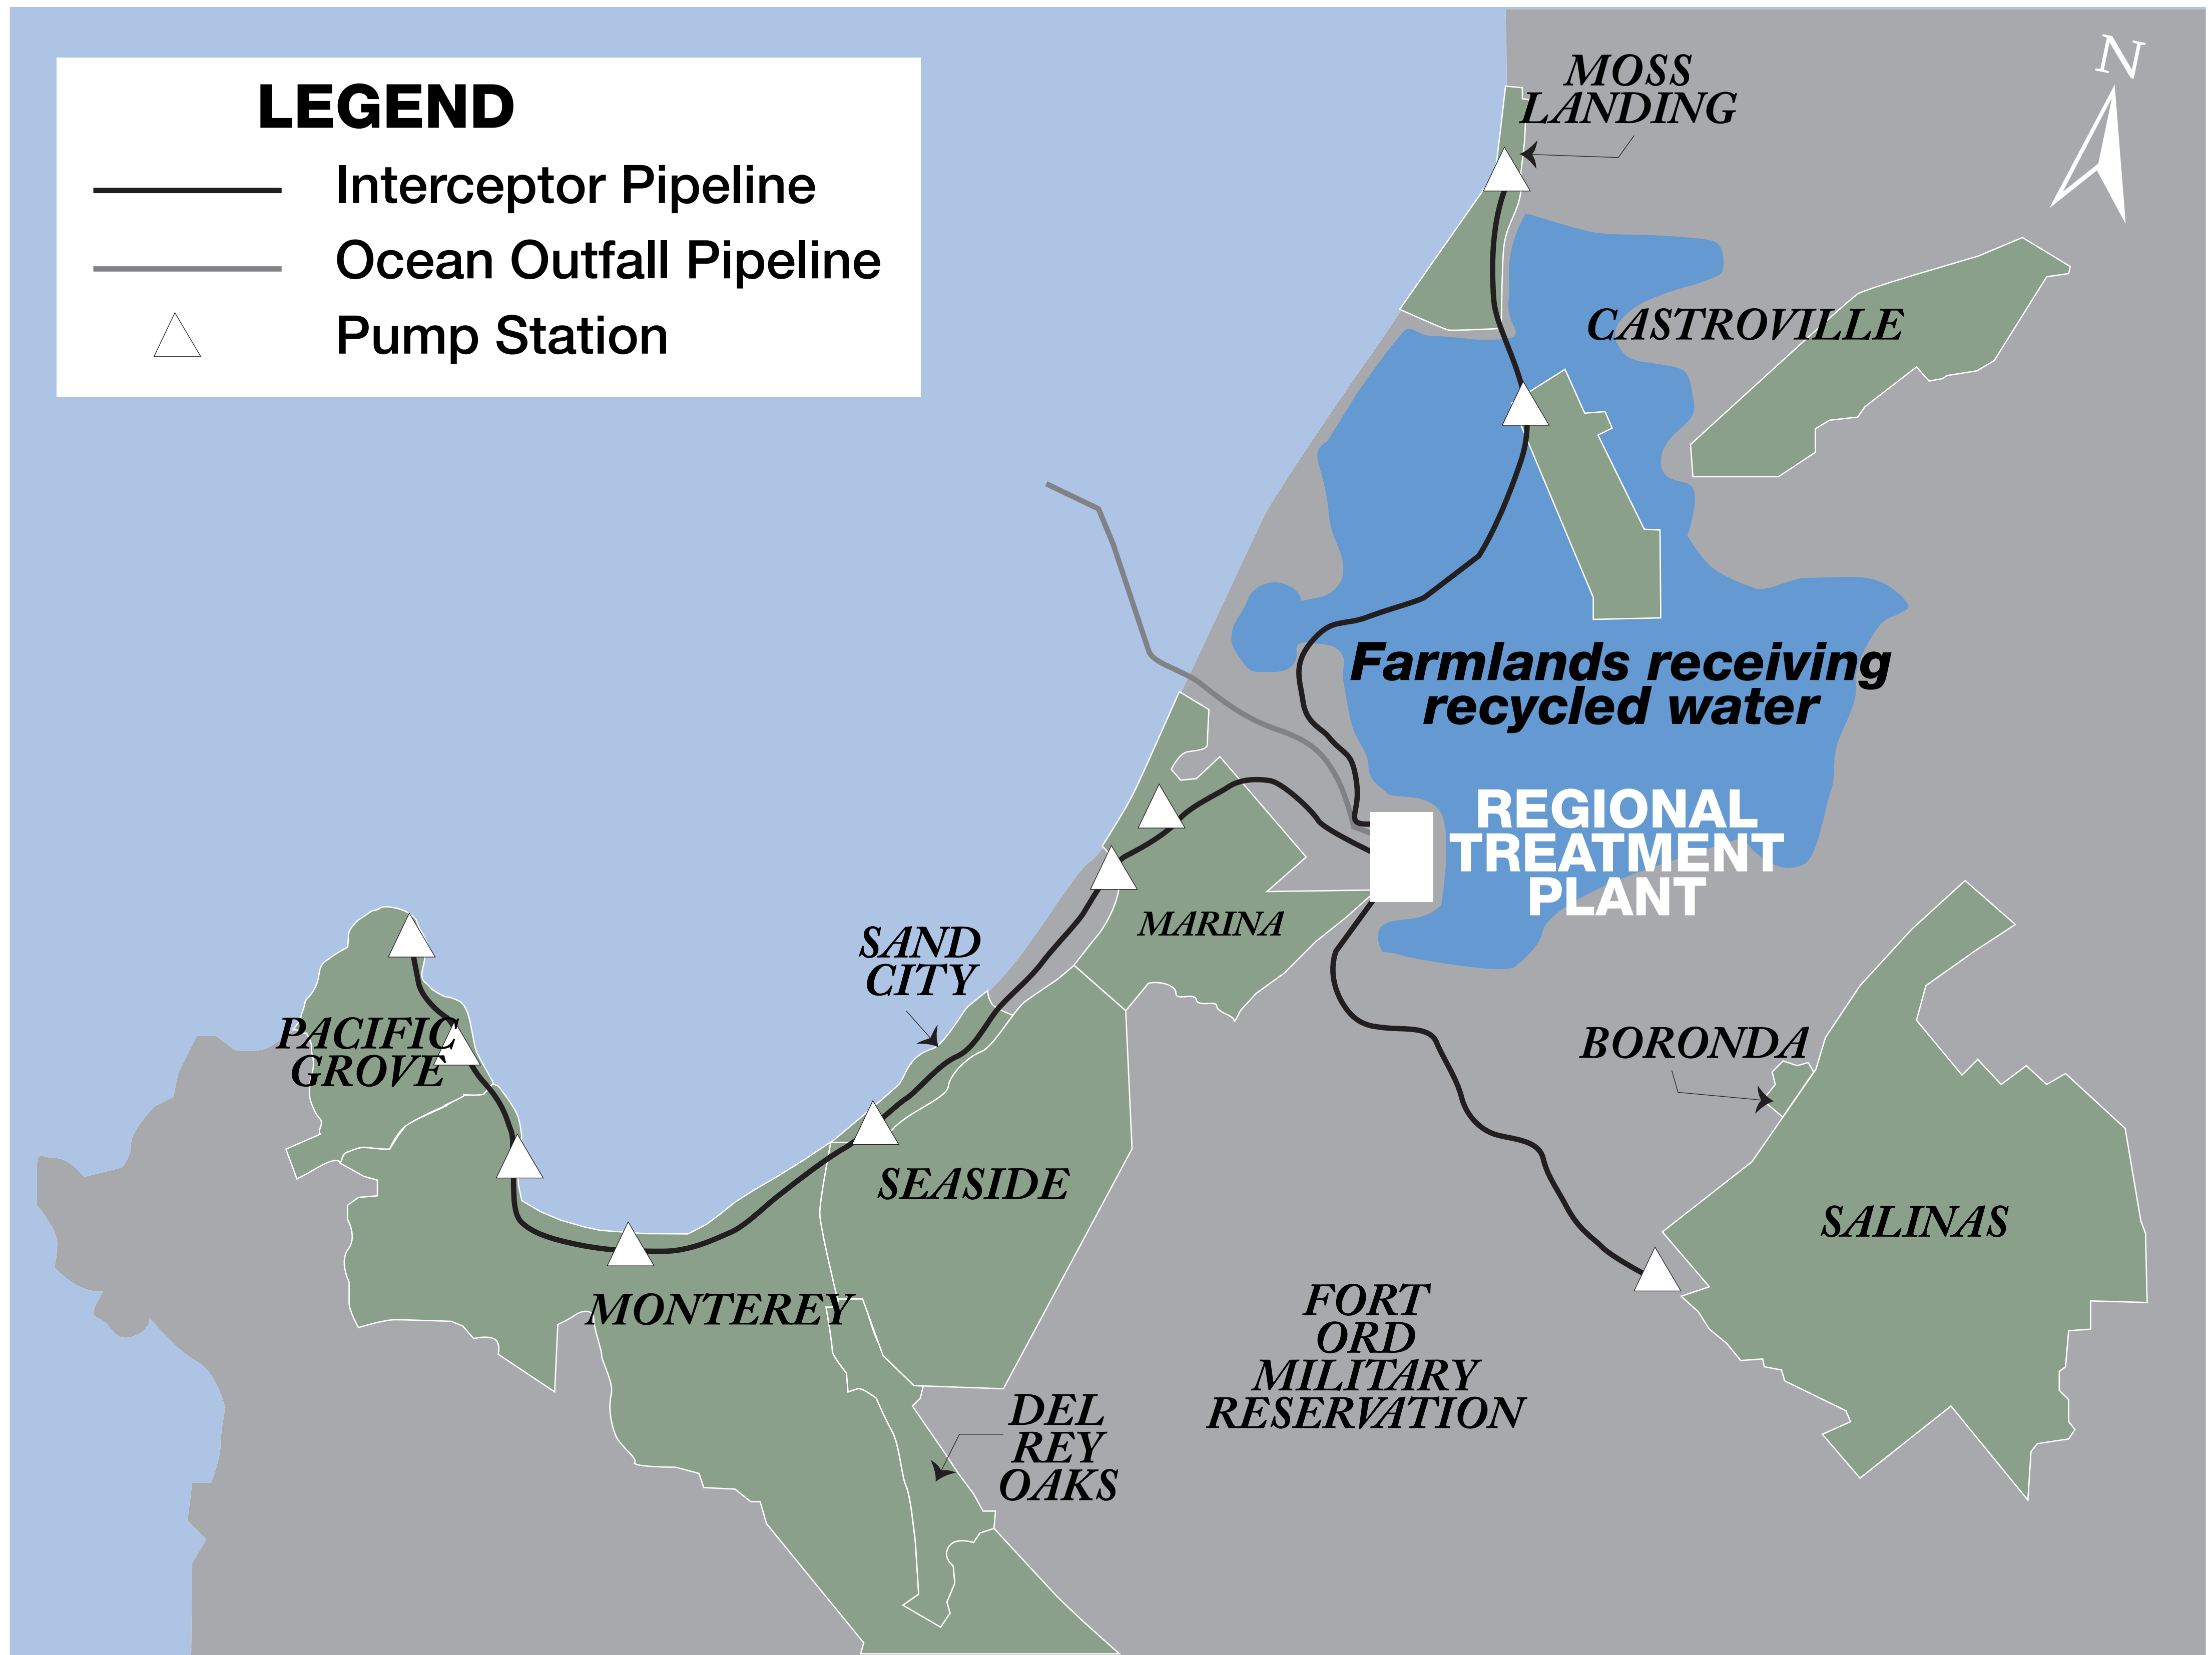 LEGEND
Interceptor Pipeline
Ocean Outfall Pipeline
Pump Station
N
MOSS
LANDING
CASTROVILLE
Farmlands receiving
recycled water
REGIONAL
TREATMENT
PLANT
MARINA
SAND
CITY
PACIFIC
GROVE
BORONDA
SEASIDE
SALINAS
MONTEREY
FORT
ORD
MILITARY
RESERVATION
DEL
REY
OAKS